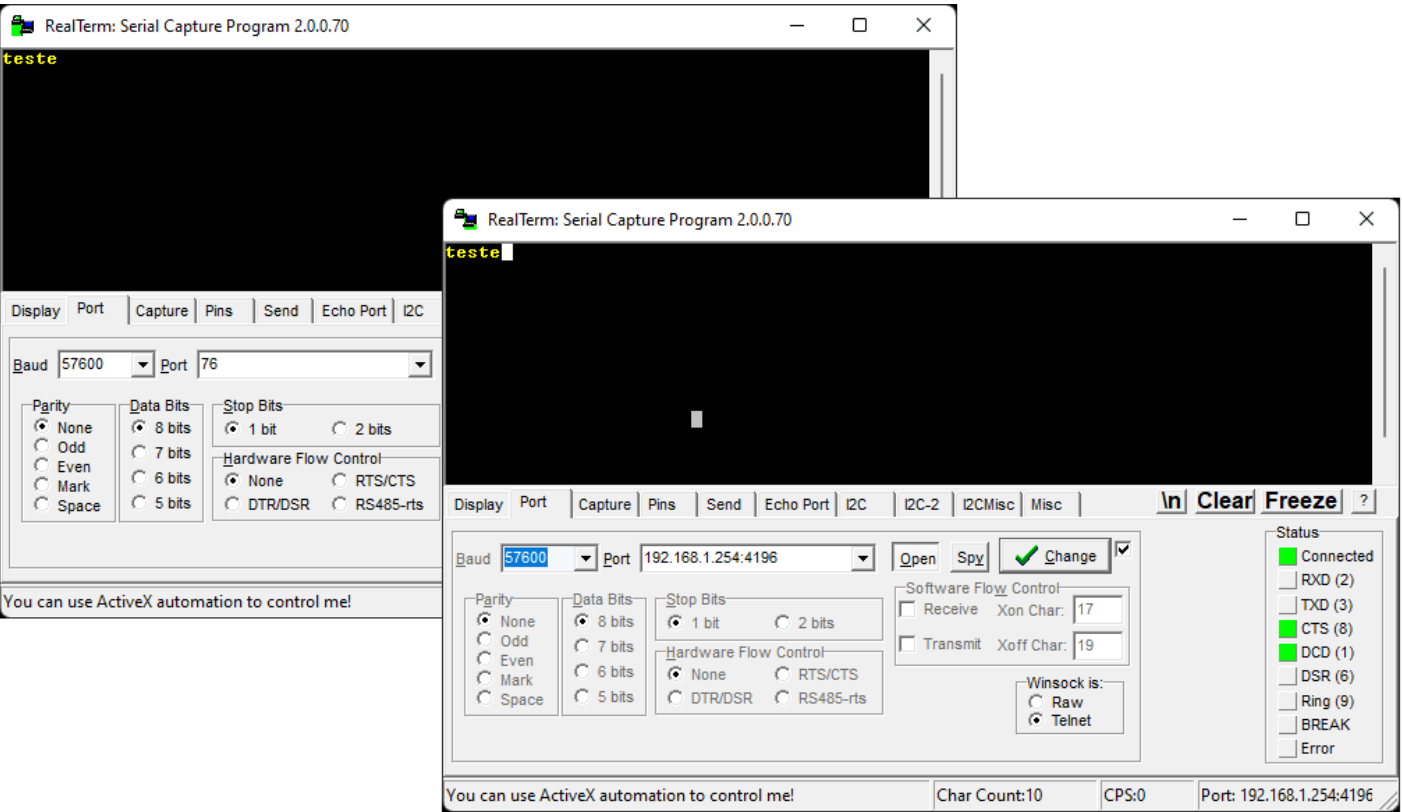 RealTerm: Serial Capture Program 2.0.0.70
teste
Display Port Capture Pins Send Echo Port I2C
Baud 57600 Port 76
Parity Data Bits Stop Bits
None 8 bits 1 bit 2 bits
Odd 7 bits Hardware Flow Control
Even 6 bits None RTS/CTS
Mark 5 bits DTR/DSR RS485-rts
Space
You can use ActiveX automation to control me!
RealTerm: Serial Capture Program 2.0.0.70
teste
Display Port Capture Pins Send Echo Port I2C I2C-2 I2CMisc Misc \n Clear Freeze ?
Baud 57600 Port 192.168.1.254:4196 Open Spy Change
Parity Data Bits Stop Bits
None 8 bits 1 bit 2 bits
Odd 7 bits Hardware Flow Control
Even 6 bits None RTS/CTS
Mark 5 bits DTR/DSR RS485-rts
Space
Software Flow Control
Receive Xon Char: 17
Transmit Xoff Char: 19
Winsock is:
Raw
Telnet
Status
Connected
RXD (2)
TXD (3)
CTS (8)
DCD (1)
DSR (6)
Ring (9)
BREAK
Error
You can use ActiveX automation to control me! Char Count:10 CPS:0 Port: 192.168.1.254:4196